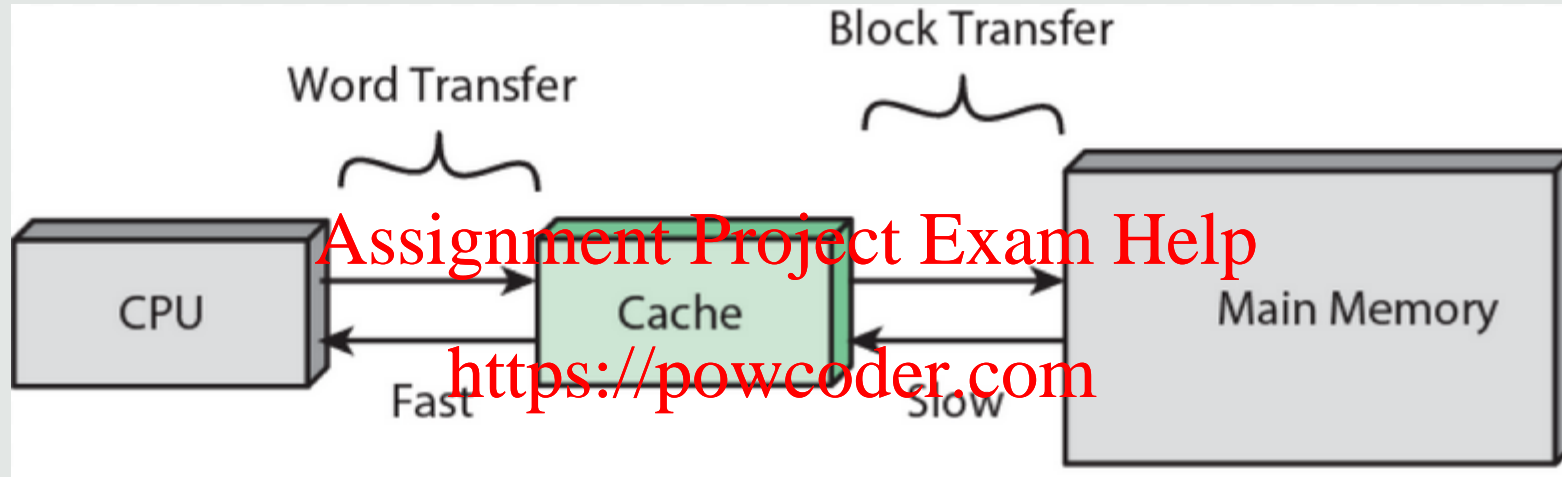 Block Transfer
Word Transfer
Assignment Project Exam Help
CPU
Cache
Main Memory
https://powcoder.com
Fast
Slow